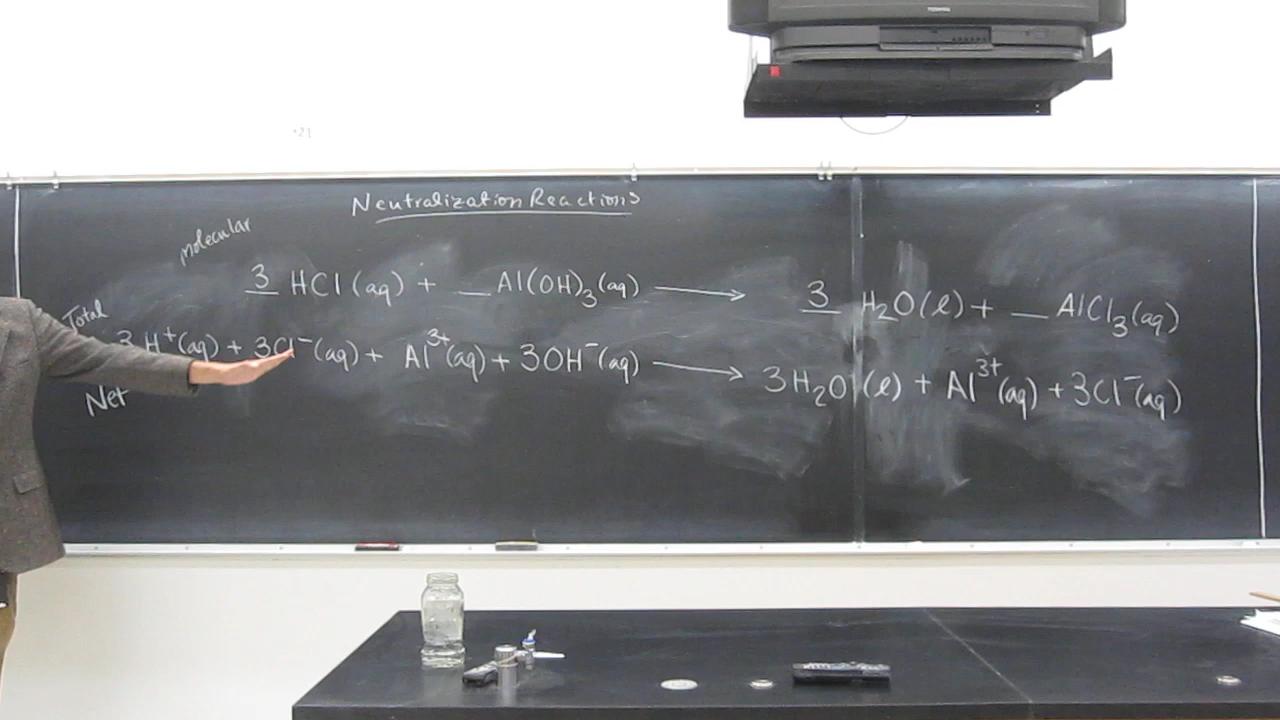 TOSHIBA
Neutralization Reactions
molecular
3 HCl (aq) + __ Al(OH)₃(aq) ⟶ 3 H₂O(l) + __ AlCl₃(aq)
Total
3 H⁺(aq) + 3Cl⁻(aq) + Al³⁺(aq) + 3OH⁻(aq) ⟶ 3H₂O(l) + Al³⁺(aq) + 3Cl⁻(aq)
Net